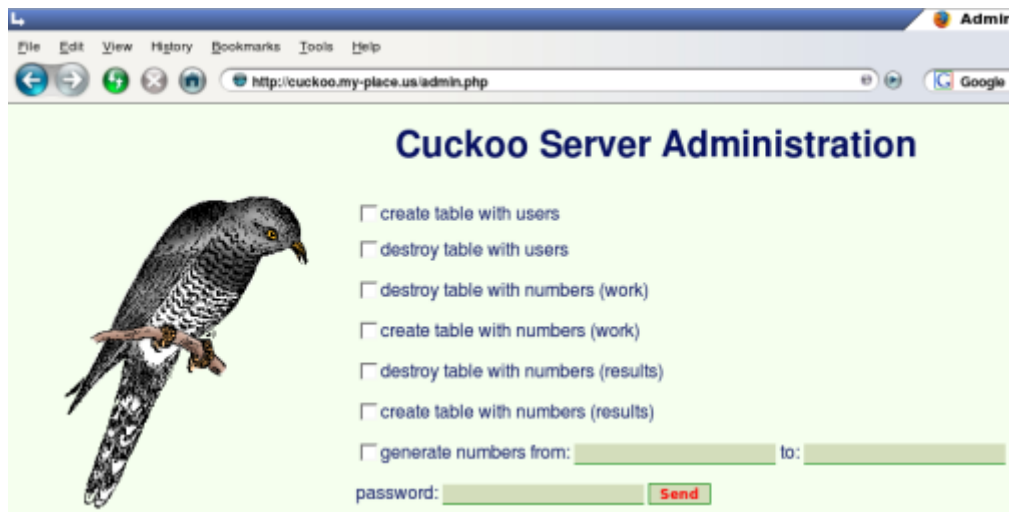 Admin
File Edit View History Bookmarks Tools Help
http://cuckoo.my-place.us/admin.php Google
Cuckoo Server Administration
create table with users
destroy table with users
destroy table with numbers (work)
create table with numbers (work)
destroy table with numbers (results)
create table with numbers (results)
generate numbers from: to:
password: Send